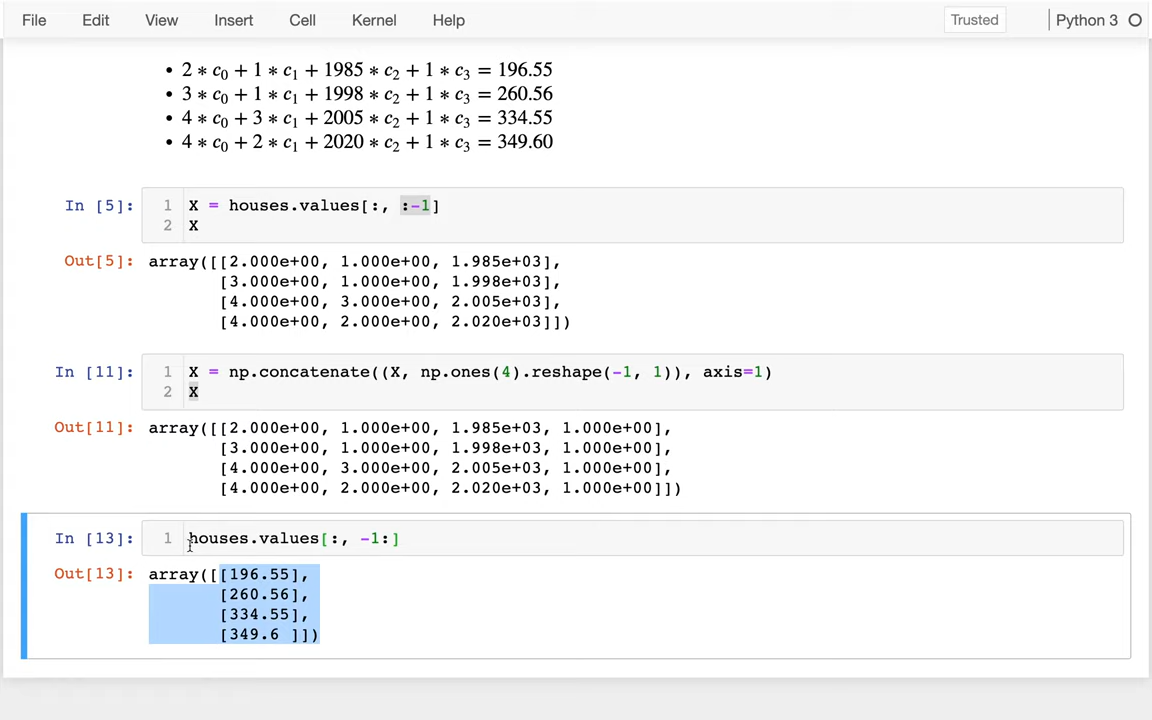 File Edit View Insert Cell Kernel Help Trusted Python 3
• 2 * c₀ + 1 * c₁ + 1985 * c₂ + 1 * c₃ = 196.55
• 3 * c₀ + 1 * c₁ + 1998 * c₂ + 1 * c₃ = 260.56
• 4 * c₀ + 3 * c₁ + 2005 * c₂ + 1 * c₃ = 334.55
• 4 * c₀ + 2 * c₁ + 2020 * c₂ + 1 * c₃ = 349.60
In [5]: 1 X = houses.values[:, :-1]
2 X
Out[5]: array([[2.000e+00, 1.000e+00, 1.985e+03],
[3.000e+00, 1.000e+00, 1.998e+03],
[4.000e+00, 3.000e+00, 2.005e+03],
[4.000e+00, 2.000e+00, 2.020e+03]])
In [11]: 1 X = np.concatenate((X, np.ones(4).reshape(-1, 1)), axis=1)
2 X
Out[11]: array([[2.000e+00, 1.000e+00, 1.985e+03, 1.000e+00],
[3.000e+00, 1.000e+00, 1.998e+03, 1.000e+00],
[4.000e+00, 3.000e+00, 2.005e+03, 1.000e+00],
[4.000e+00, 2.000e+00, 2.020e+03, 1.000e+00]])
In [13]: 1 houses.values[:, -1:]
Out[13]: array([[196.55],
[260.56],
[334.55],
[349.6 ]])